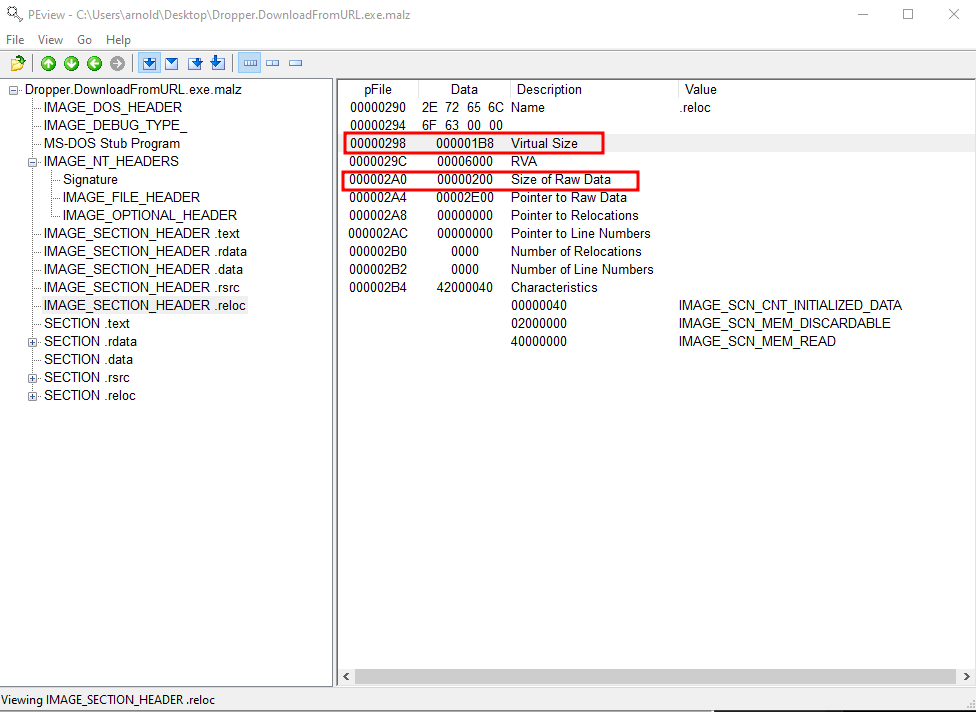 PEview - C:\Users\arnold\Desktop\Dropper.DownloadFromURL.exe.malz
File View Go Help
Dropper.DownloadFromURL.exe.malz
IMAGE_DOS_HEADER
IMAGE_DEBUG_TYPE_
MS-DOS Stub Program
IMAGE_NT_HEADERS
Signature
IMAGE_FILE_HEADER
IMAGE_OPTIONAL_HEADER
IMAGE_SECTION_HEADER .text
IMAGE_SECTION_HEADER .rdata
IMAGE_SECTION_HEADER .data
IMAGE_SECTION_HEADER .rsrc
IMAGE_SECTION_HEADER .reloc
SECTION .text
SECTION .rdata
SECTION .data
SECTION .rsrc
SECTION .reloc
pFile Data Description Value
00000290 2E 72 65 6C Name .reloc
00000294 6F 63 00 00
00000298 000001B8 Virtual Size
0000029C 00006000 RVA
000002A0 00000200 Size of Raw Data
000002A4 00002E00 Pointer to Raw Data
000002A8 00000000 Pointer to Relocations
000002AC 00000000 Pointer to Line Numbers
000002B0 0000 Number of Relocations
000002B2 0000 Number of Line Numbers
000002B4 42000040 Characteristics
00000040 IMAGE_SCN_CNT_INITIALIZED_DATA
02000000 IMAGE_SCN_MEM_DISCARDABLE
40000000 IMAGE_SCN_MEM_READ
Viewing IMAGE_SECTION_HEADER .reloc